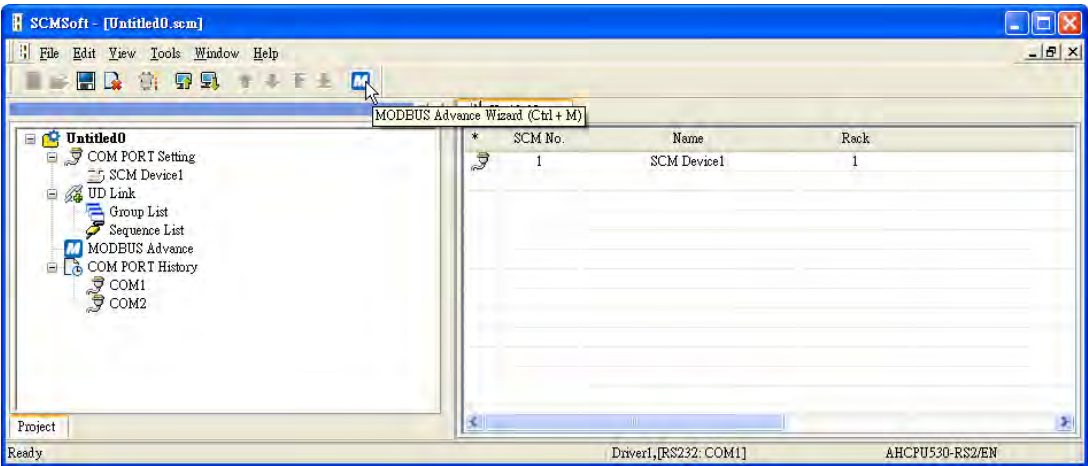 SCMSoft - [Untitled0.scm]
File Edit View Tools Window Help
MODBUS Advance Wizard (Ctrl + M)
Untitled0
COM PORT Setting
SCM Device1
UD Link
Group List
Sequence List
MODBUS Advance
COM PORT History
COM1
COM2
Project
* SCM No. Name Rack
1 SCM Device1 1
Ready Driver1,[RS232: COM1] AHCPU530-RS2/EN